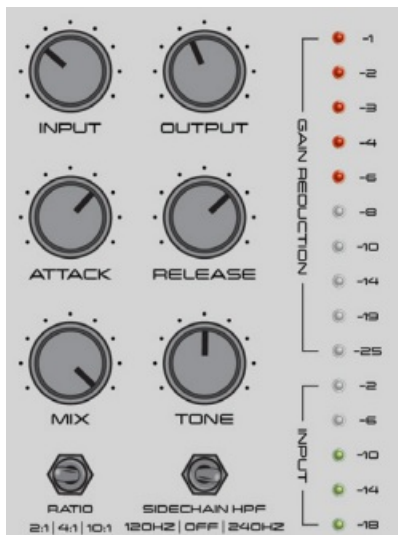 INPUT
OUTPUT
ATTACK
RELEASE
MIX
TONE
RATIO
2:1 | 4:1 | 10:1
SIDECHAIN HPF
120HZ | OFF | 240HZ
GAIN REDUCTION
-1
-2
-3
-4
-6
-8
-10
-14
-19
-25
INPUT
-2
-6
-10
-14
-18